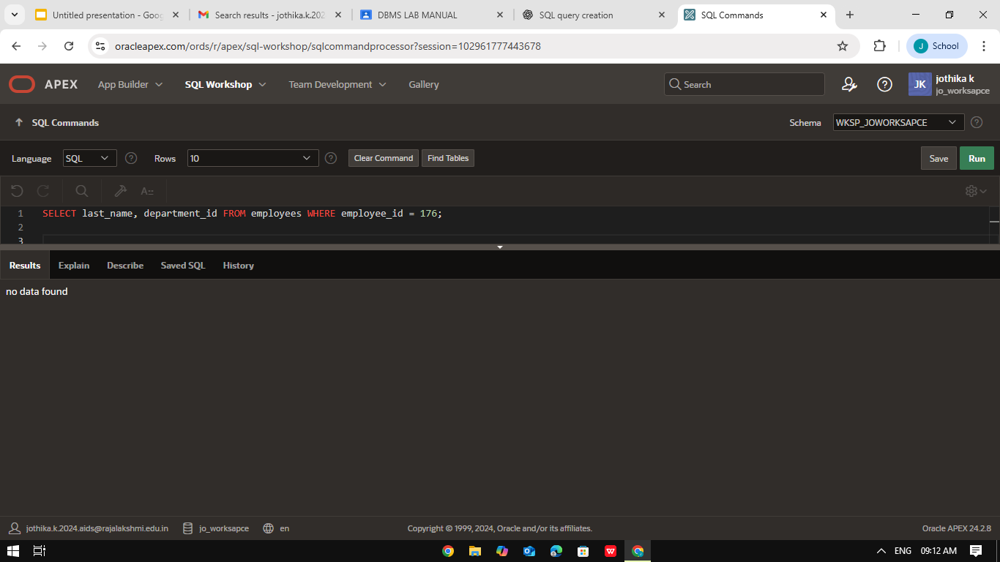 Untitled presentation - Goog
Search results - jothika.k.202
DBMS LAB MANUAL
SQL query creation
SQL Commands
oracleapex.com/ords/r/apex/sql-workshop/sqlcommandprocessor?session=102961777443678
J School
APEX App Builder SQL Workshop Team Development Gallery Search JK jothika k
jo_worksapce
SQL Commands Schema WKSP_JOWORKSAPCE
Language SQL Rows 10 Clear Command Find Tables Save Run
1 SELECT last_name, department_id FROM employees WHERE employee_id = 176;
2
3
Results Explain Describe Saved SQL History
no data found
jothika.k.2024.aids@rajalakshmi.edu.in jo_worksapce en Copyright © 1999, 2024, Oracle and/or its affiliates. Oracle APEX 24.2.8
ENG 09:12 AM